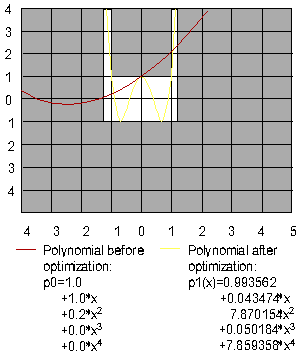 4
3
2
1
0
1
2
3
4
4 3 2 1 0 1 2 3 4
Polynomial before
optimization:
p0=1.0
+1.0*x
+0.2*x2
+0.0*x3
+0.0*x4
Polynomial after
optimization:
p1(x)=0.993562
+0.043474*x
7.870154*x2
+0.050184*x3
+7.859358*x4